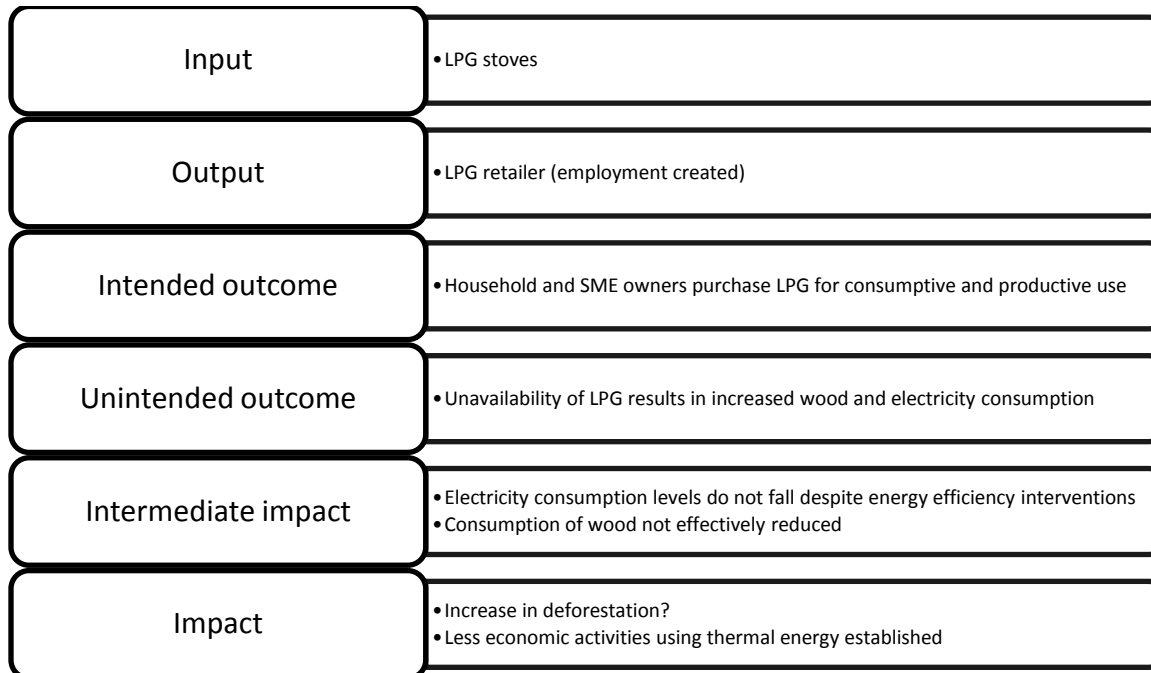 Input
• LPG stoves
Output
• LPG retailer (employment created)
Intended outcome
• Household and SME owners purchase LPG for consumptive and productive use
Unintended outcome
• Unavailability of LPG results in increased wood and electricity consumption
Intermediate impact
• Electricity consumption levels do not fall despite energy efficiency interventions
• Consumption of wood not effectively reduced
Impact
• Increase in deforestation?
• Less economic activities using thermal energy established